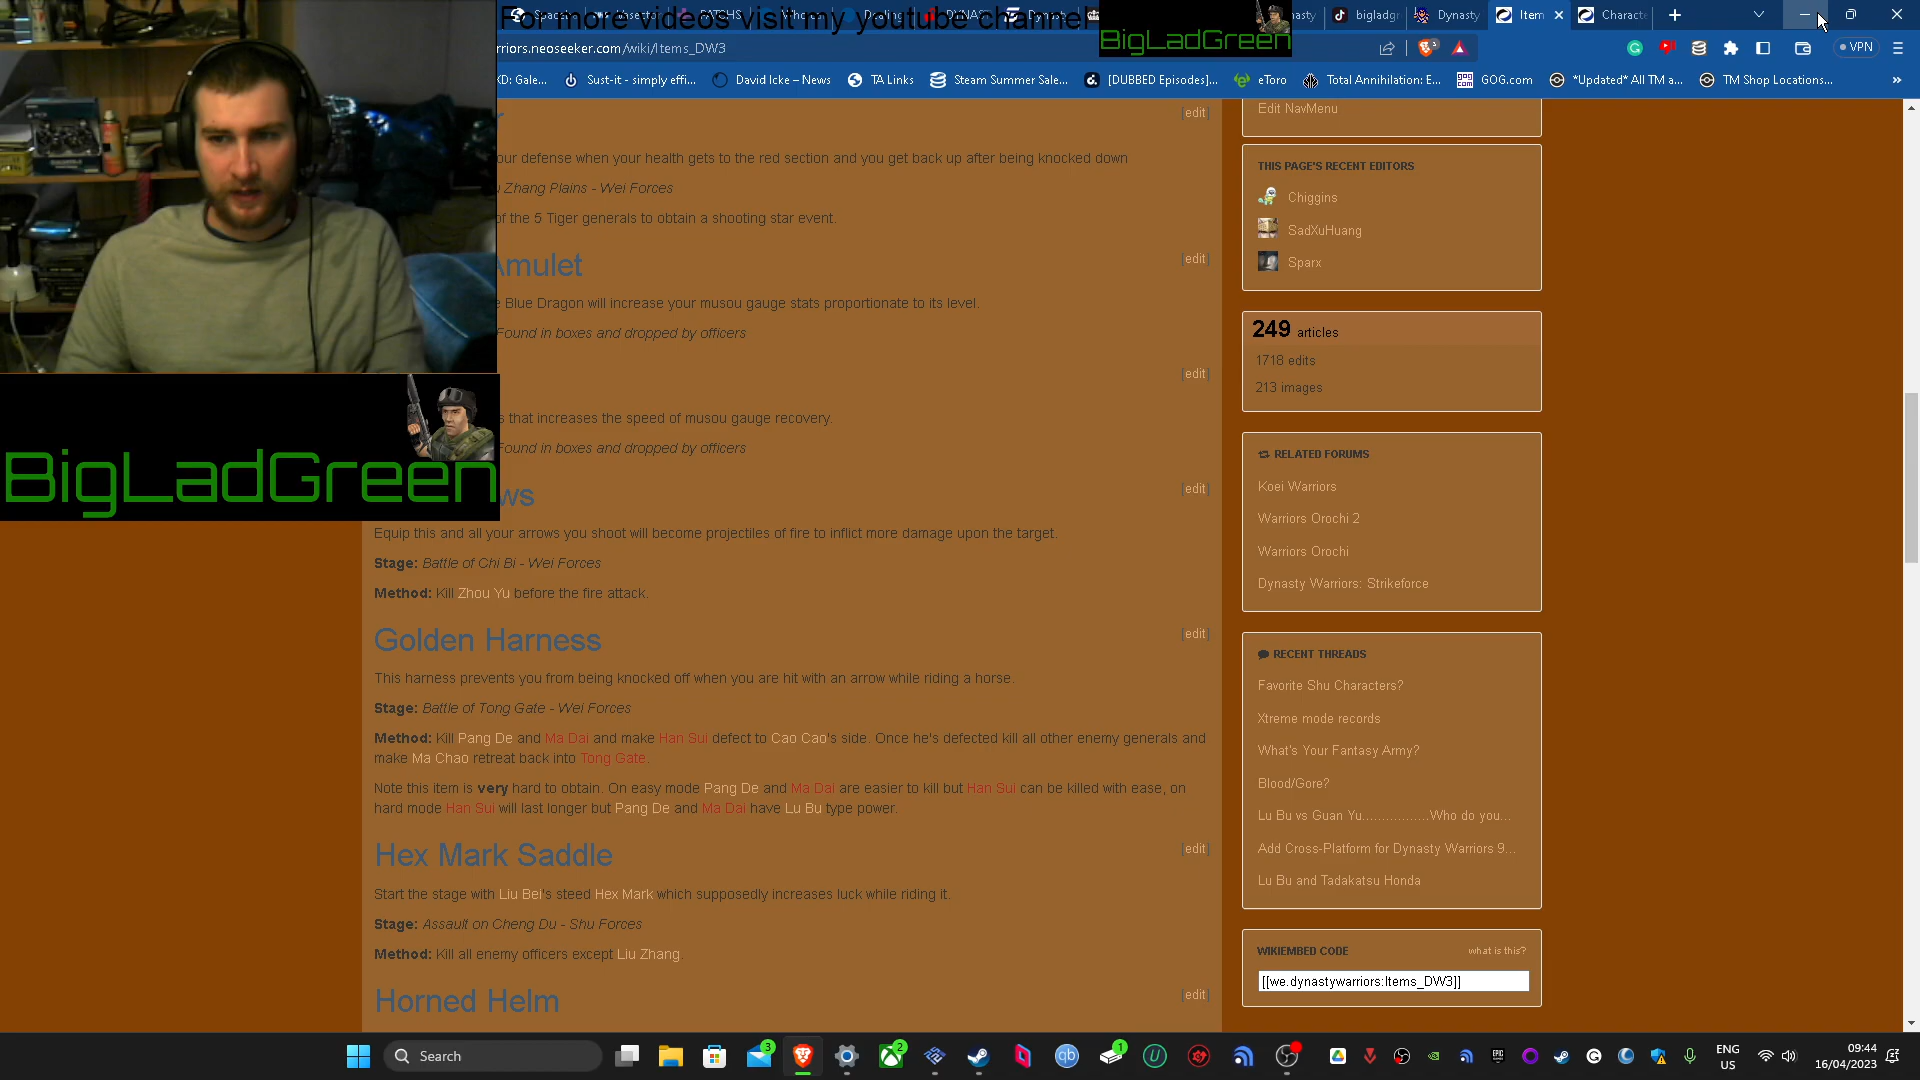 For more videos visit my youtube channel
BigLadGreen
Dynasty
Item
Characte
rriors.neoseeker.com/wiki/Items_DW3
VPN
KD: Gale...
Sust-it - simply effi...
David Icke – News
TA Links
Steam Summer Sale...
[DUBBED Episodes]...
eToro
Total Annihilation: E...
GOG.com
*Updated* All TM a...
TM Shop Locations...
»
[edit]
our defense when your health gets to the red section and you get back up after being knocked down
Zhang Plains - Wei Forces
of the 5 Tiger generals to obtain a shooting star event.
Amulet
[edit]
Blue Dragon will increase your musou gauge stats proportionate to its level.
Found in boxes and dropped by officers
[edit]
that increases the speed of musou gauge recovery.
Found in boxes and dropped by officers
BigLadGreen
ws
[edit]
Equip this and all your arrows you shoot will become projectiles of fire to inflict more damage upon the target.
Stage: Battle of Chi Bi - Wei Forces
Method: Kill Zhou Yu before the fire attack.
Golden Harness
[edit]
This harness prevents you from being knocked off when you are hit with an arrow while riding a horse.
Stage: Battle of Tong Gate - Wei Forces
Method: Kill Pang De and Ma Dai and make Han Sui defect to Cao Cao's side. Once he's defected kill all other enemy generals and
make Ma Chao retreat back into Tong Gate.
Note this item is very hard to obtain. On easy mode Pang De and Ma Dai are easier to kill but Han Sui can be killed with ease, on
hard mode Han Sui will last longer but Pang De and Ma Dai have Lu Bu type power.
Hex Mark Saddle
[edit]
Start the stage with Liu Bei's steed Hex Mark which supposedly increases luck while riding it.
Stage: Assault on Cheng Du - Shu Forces
Method: Kill all enemy officers except Liu Zhang
Horned Helm
[edit]
Edit NavMenu
THIS PAGE'S RECENT EDITORS
Chiggins
SadXuHuang
Sparx
249 articles
1718 edits
213 images
RELATED FORUMS
Koei Warriors
Warriors Orochi 2
Warriors Orochi
Dynasty Warriors: Strikeforce
RECENT THREADS
Favorite Shu Characters?
Xtreme mode records
What's Your Fantasy Army?
Blood/Gore?
Lu Bu vs Guan Yu.................Who do you...
Add Cross-Platform for Dynasty Warriors 9...
Lu Bu and Tadakatsu Honda
WIKIEMBED CODE
what is this?
[[we.dynastywarriors:Items_DW3]]
Search
3
2
1
ENG
US
09:44
16/04/2023